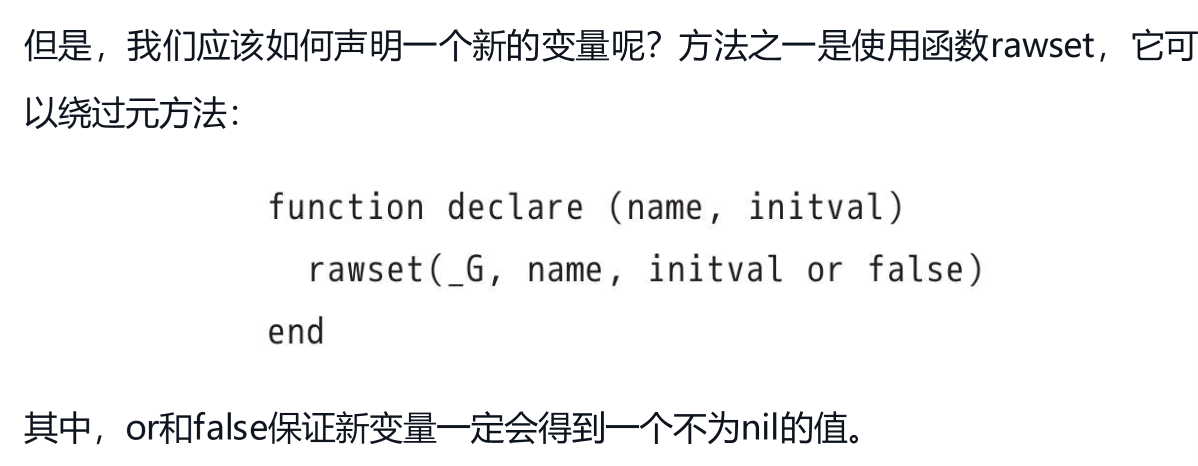 但是，我们应该如何声明一个新的变量呢？方法之一是使用函数rawset，它可
以绕过元方法：
function declare (name, initval)
  rawset(_G, name, initval or false)
end
其中，or和false保证新变量一定会得到一个不为nil的值。